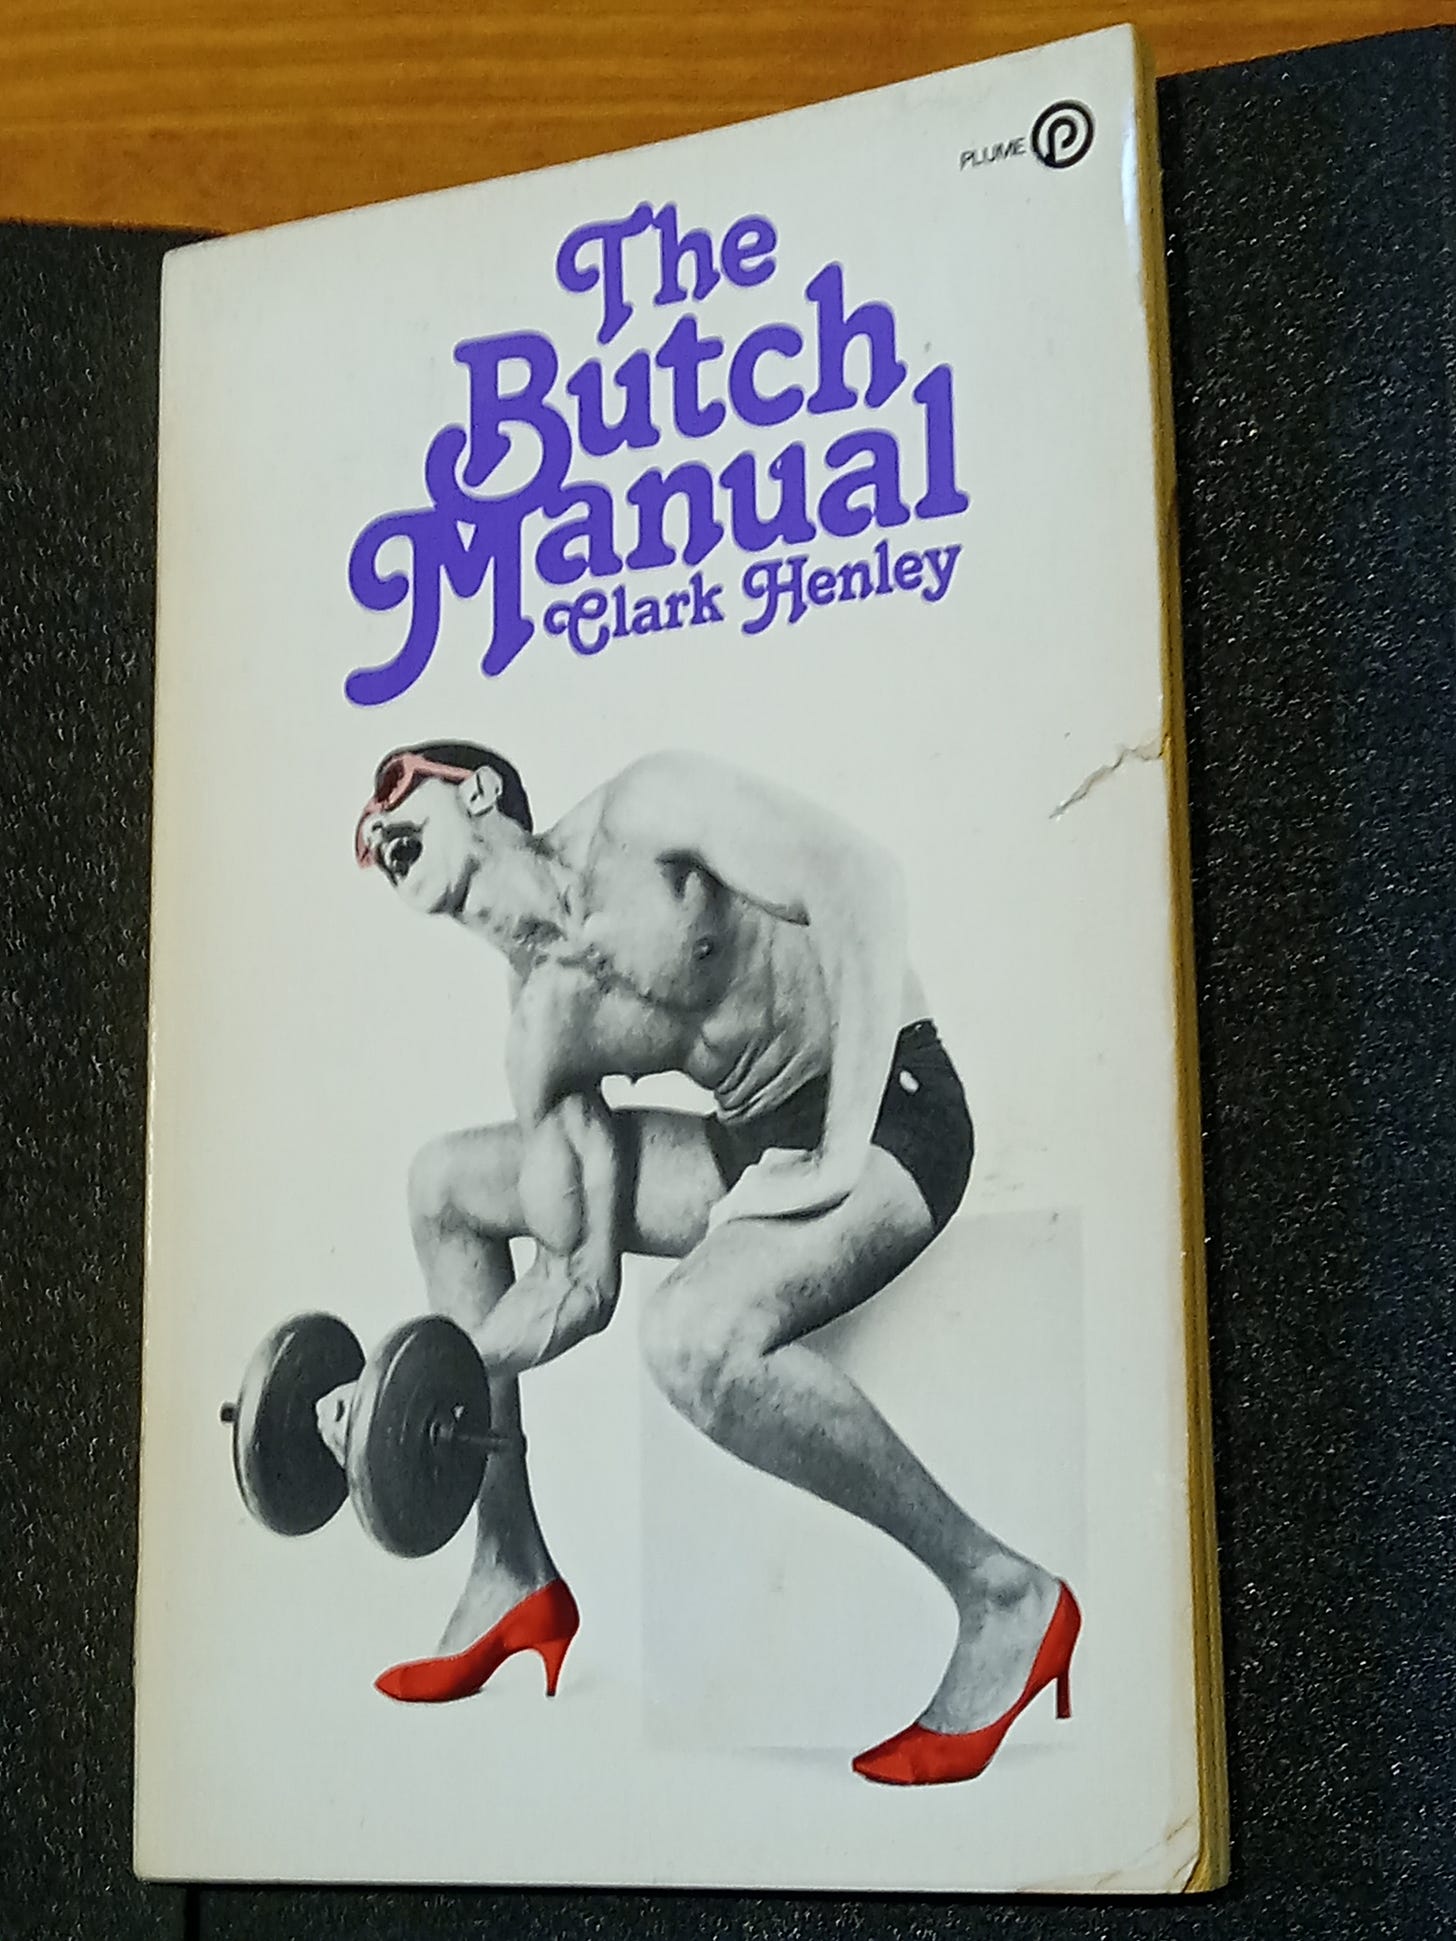 PLUME
The
Butch
Manual
Clark Henley